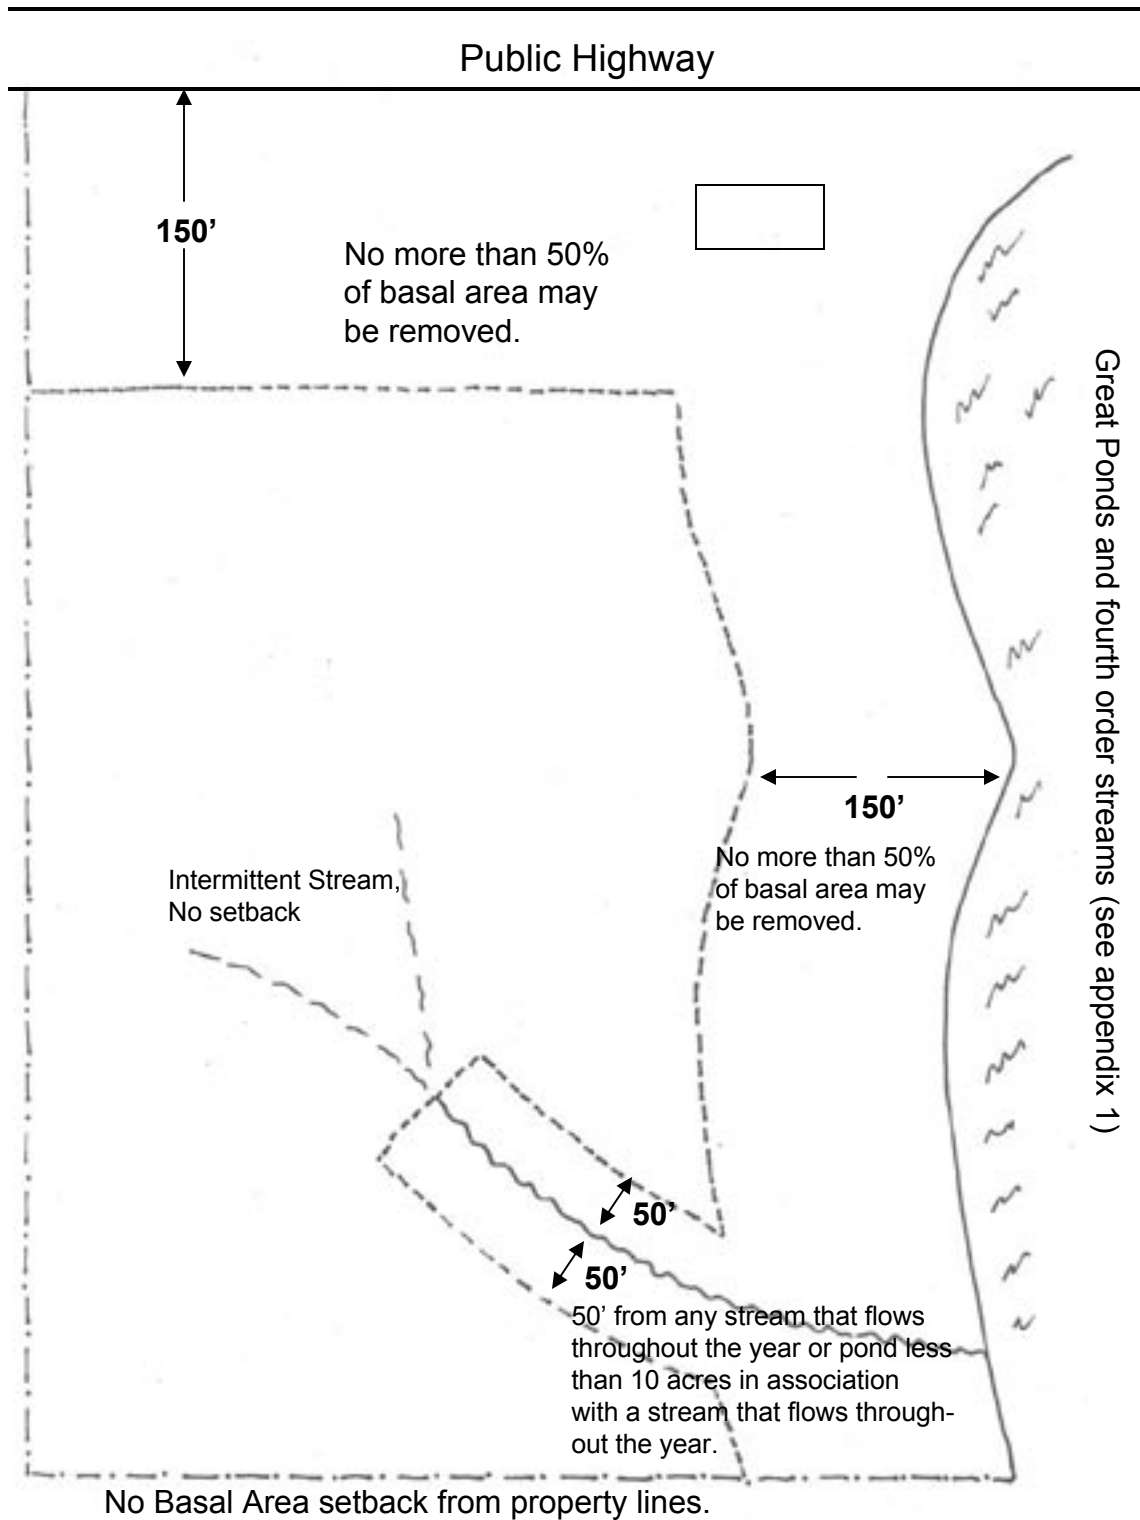 Public Highway
150’
No more than 50%
of basal area may
be removed.
Great Ponds and fourth order streams (see appendix 1)
150’
No more than 50%
of basal area may
be removed.
Intermittent Stream,
No setback
50’
50’
50’ from any stream that flows
throughout the year or pond less
than 10 acres in association
with a stream that flows through-
out the year.
No Basal Area setback from property lines.